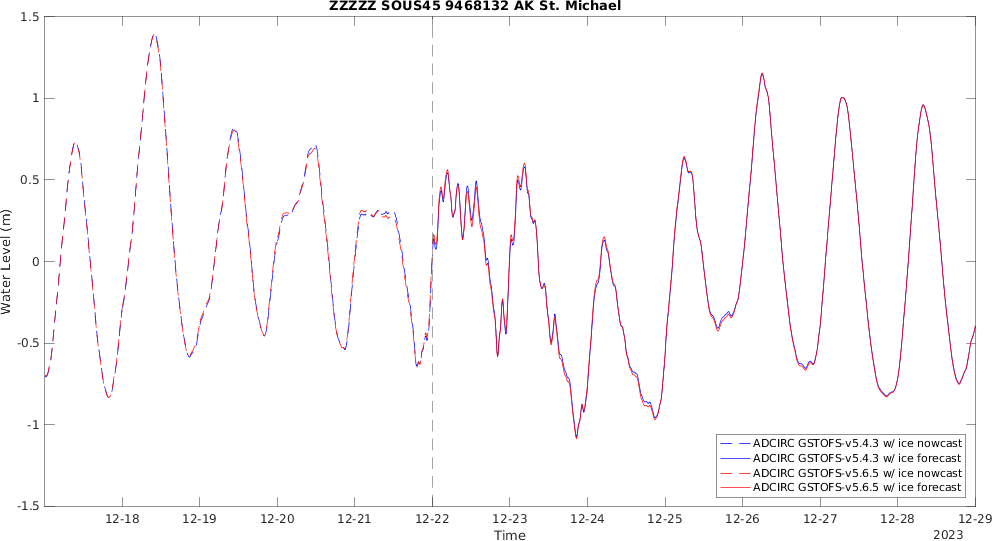 ZZZZZ SOUS45 9468132 AK St. Michael
Water Level (m)
1.5
1
0.5
0
-0.5
-1
-1.5
12-18
12-19
12-20
12-21
12-22
12-23
12-24
12-25
12-26
12-27
12-28
12-29
2023
Time
ADCIRC GSTOFS-v5.4.3 w/ ice nowcast
ADCIRC GSTOFS-v5.4.3 w/ ice forecast
ADCIRC GSTOFS-v5.6.5 w/ ice nowcast
ADCIRC GSTOFS-v5.6.5 w/ ice forecast